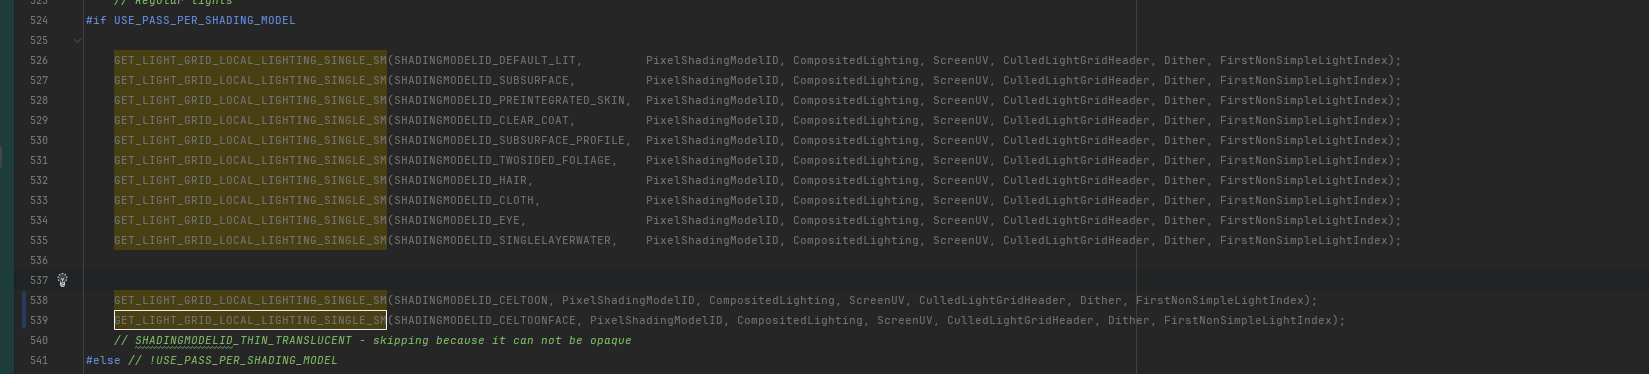 523 // Regular lights
524 #if USE_PASS_PER_SHADING_MODEL
525
526 GET_LIGHT_GRID_LOCAL_LIGHTING_SINGLE_SM(SHADINGMODELID_DEFAULT_LIT, PixelShadingModelID, CompositedLighting, ScreenUV, CulledLightGridHeader, Dither, FirstNonSimpleLightIndex);
527 GET_LIGHT_GRID_LOCAL_LIGHTING_SINGLE_SM(SHADINGMODELID_SUBSURFACE, PixelShadingModelID, CompositedLighting, ScreenUV, CulledLightGridHeader, Dither, FirstNonSimpleLightIndex);
528 GET_LIGHT_GRID_LOCAL_LIGHTING_SINGLE_SM(SHADINGMODELID_PREINTEGRATED_SKIN, PixelShadingModelID, CompositedLighting, ScreenUV, CulledLightGridHeader, Dither, FirstNonSimpleLightIndex);
529 GET_LIGHT_GRID_LOCAL_LIGHTING_SINGLE_SM(SHADINGMODELID_CLEAR_COAT, PixelShadingModelID, CompositedLighting, ScreenUV, CulledLightGridHeader, Dither, FirstNonSimpleLightIndex);
530 GET_LIGHT_GRID_LOCAL_LIGHTING_SINGLE_SM(SHADINGMODELID_SUBSURFACE_PROFILE, PixelShadingModelID, CompositedLighting, ScreenUV, CulledLightGridHeader, Dither, FirstNonSimpleLightIndex);
531 GET_LIGHT_GRID_LOCAL_LIGHTING_SINGLE_SM(SHADINGMODELID_TWOSIDED_FOLIAGE, PixelShadingModelID, CompositedLighting, ScreenUV, CulledLightGridHeader, Dither, FirstNonSimpleLightIndex);
532 GET_LIGHT_GRID_LOCAL_LIGHTING_SINGLE_SM(SHADINGMODELID_HAIR, PixelShadingModelID, CompositedLighting, ScreenUV, CulledLightGridHeader, Dither, FirstNonSimpleLightIndex);
533 GET_LIGHT_GRID_LOCAL_LIGHTING_SINGLE_SM(SHADINGMODELID_CLOTH, PixelShadingModelID, CompositedLighting, ScreenUV, CulledLightGridHeader, Dither, FirstNonSimpleLightIndex);
534 GET_LIGHT_GRID_LOCAL_LIGHTING_SINGLE_SM(SHADINGMODELID_EYE, PixelShadingModelID, CompositedLighting, ScreenUV, CulledLightGridHeader, Dither, FirstNonSimpleLightIndex);
535 GET_LIGHT_GRID_LOCAL_LIGHTING_SINGLE_SM(SHADINGMODELID_SINGLELAYERWATER, PixelShadingModelID, CompositedLighting, ScreenUV, CulledLightGridHeader, Dither, FirstNonSimpleLightIndex);
536
537
538 GET_LIGHT_GRID_LOCAL_LIGHTING_SINGLE_SM(SHADINGMODELID_CELTOON, PixelShadingModelID, CompositedLighting, ScreenUV, CulledLightGridHeader, Dither, FirstNonSimpleLightIndex);
539 GET_LIGHT_GRID_LOCAL_LIGHTING_SINGLE_SM(SHADINGMODELID_CELTOONFACE, PixelShadingModelID, CompositedLighting, ScreenUV, CulledLightGridHeader, Dither, FirstNonSimpleLightIndex);
540 // SHADINGMODELID_THIN_TRANSLUCENT - skipping because it can not be opaque
541 #else // !USE_PASS_PER_SHADING_MODEL